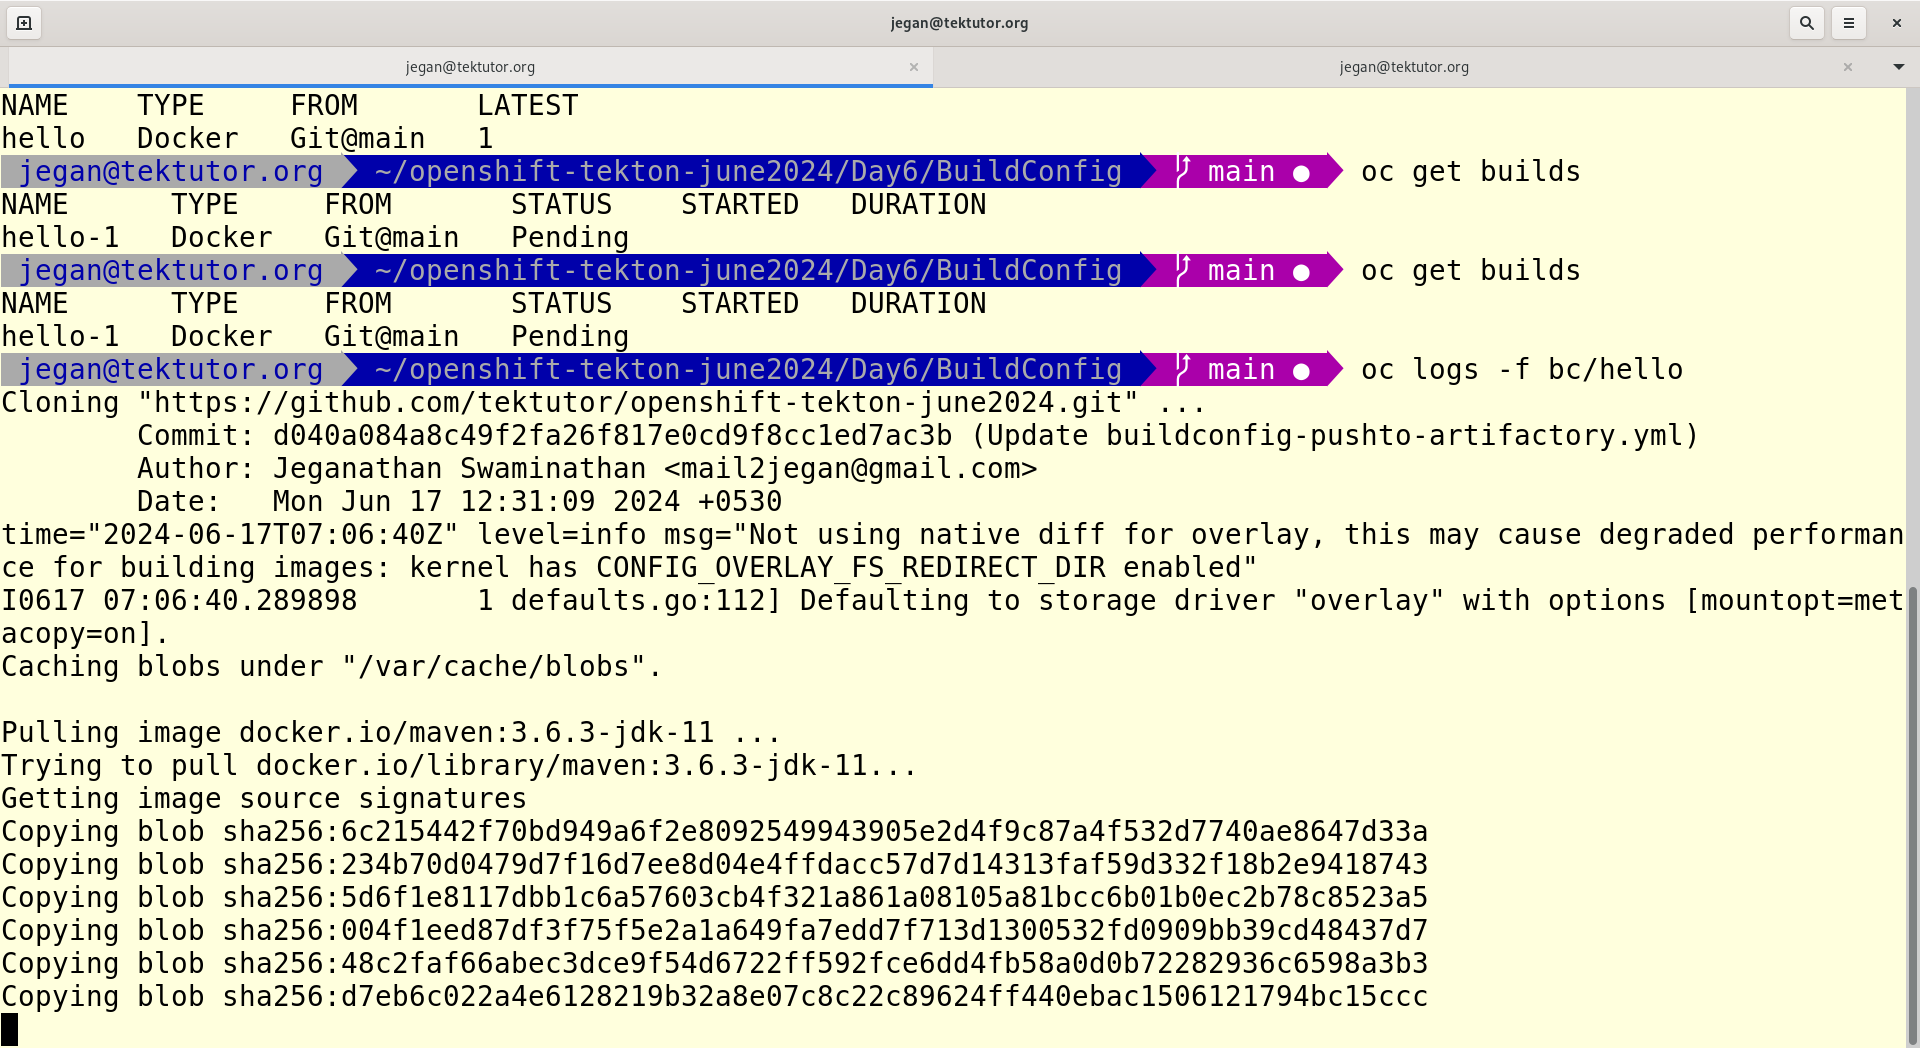 jegan@tektutor.org
jegan@tektutor.org
jegan@tektutor.org
NAME    TYPE     FROM       LATEST
hello   Docker   Git@main   1
jegan@tektutor.org ~/openshift-tekton-june2024/Day6/BuildConfig main ● oc get builds
NAME      TYPE     FROM       STATUS    STARTED   DURATION
hello-1   Docker   Git@main   Pending
jegan@tektutor.org ~/openshift-tekton-june2024/Day6/BuildConfig main ● oc get builds
NAME      TYPE     FROM       STATUS    STARTED   DURATION
hello-1   Docker   Git@main   Pending
jegan@tektutor.org ~/openshift-tekton-june2024/Day6/BuildConfig main ● oc logs -f bc/hello
Cloning "https://github.com/tektutor/openshift-tekton-june2024.git" ...
        Commit: d040a084a8c49f2fa26f817e0cd9f8cc1ed7ac3b (Update buildconfig-pushto-artifactory.yml)
        Author: Jeganathan Swaminathan <mail2jegan@gmail.com>
        Date:   Mon Jun 17 12:31:09 2024 +0530
time="2024-06-17T07:06:40Z" level=info msg="Not using native diff for overlay, this may cause degraded performan
ce for building images: kernel has CONFIG_OVERLAY_FS_REDIRECT_DIR enabled"
I0617 07:06:40.289898       1 defaults.go:112] Defaulting to storage driver "overlay" with options [mountopt=met
acopy=on].
Caching blobs under "/var/cache/blobs".
Pulling image docker.io/maven:3.6.3-jdk-11 ...
Trying to pull docker.io/library/maven:3.6.3-jdk-11...
Getting image source signatures
Copying blob sha256:6c215442f70bd949a6f2e8092549943905e2d4f9c87a4f532d7740ae8647d33a
Copying blob sha256:234b70d0479d7f16d7ee8d04e4ffdacc57d7d14313faf59d332f18b2e9418743
Copying blob sha256:5d6f1e8117dbb1c6a57603cb4f321a861a08105a81bcc6b01b0ec2b78c8523a5
Copying blob sha256:004f1eed87df3f75f5e2a1a649fa7edd7f713d1300532fd0909bb39cd48437d7
Copying blob sha256:48c2faf66abec3dce9f54d6722ff592fce6dd4fb58a0d0b72282936c6598a3b3
Copying blob sha256:d7eb6c022a4e6128219b32a8e07c8c22c89624ff440ebac1506121794bc15ccc